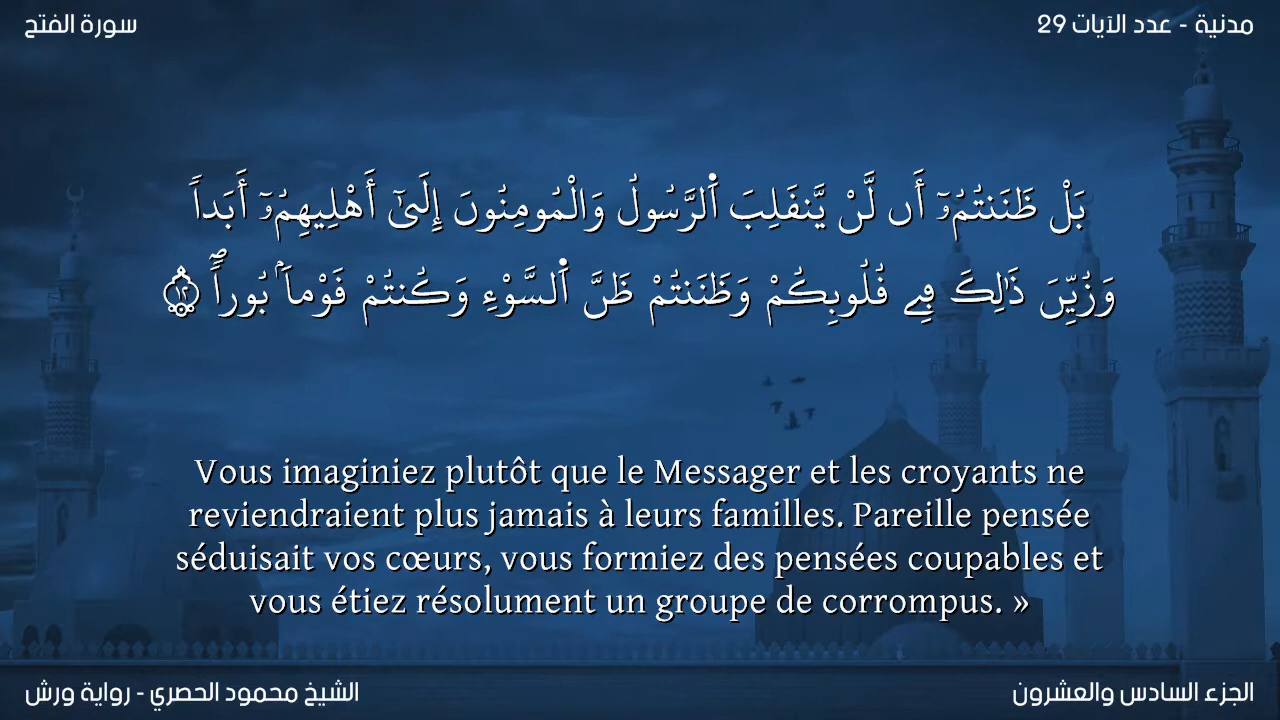 مدنية - عدد الآيات 29
سورة الفتح
بَلْ ظَنَنتُمُۥٓ أَن لَّنْ يَّنقَلِبَ اَ۬لرَّسُولُ وَالْمُومِنُونَ إِلَىٰٓ أَهْلِيهِمُۥٓ أَبَداٗ
وَزُيِّنَ ذَٰلِكَ فِے قُلُوبِكُمْ وَظَنَنتُمْ ظَنَّ اَ۬لسَّوْءِ وَكُنتُمْ قَوْماَۢ بُوراٗۖ ١٢
Vous imaginiez plutôt que le Messager et les croyants ne
reviendraient plus jamais à leurs familles. Pareille pensée
séduisait vos cœurs, vous formiez des pensées coupables et
vous étiez résolument un groupe de corrompus. »
الجزء السادس والعشرون
الشيخ محمود الحصري - رواية ورش